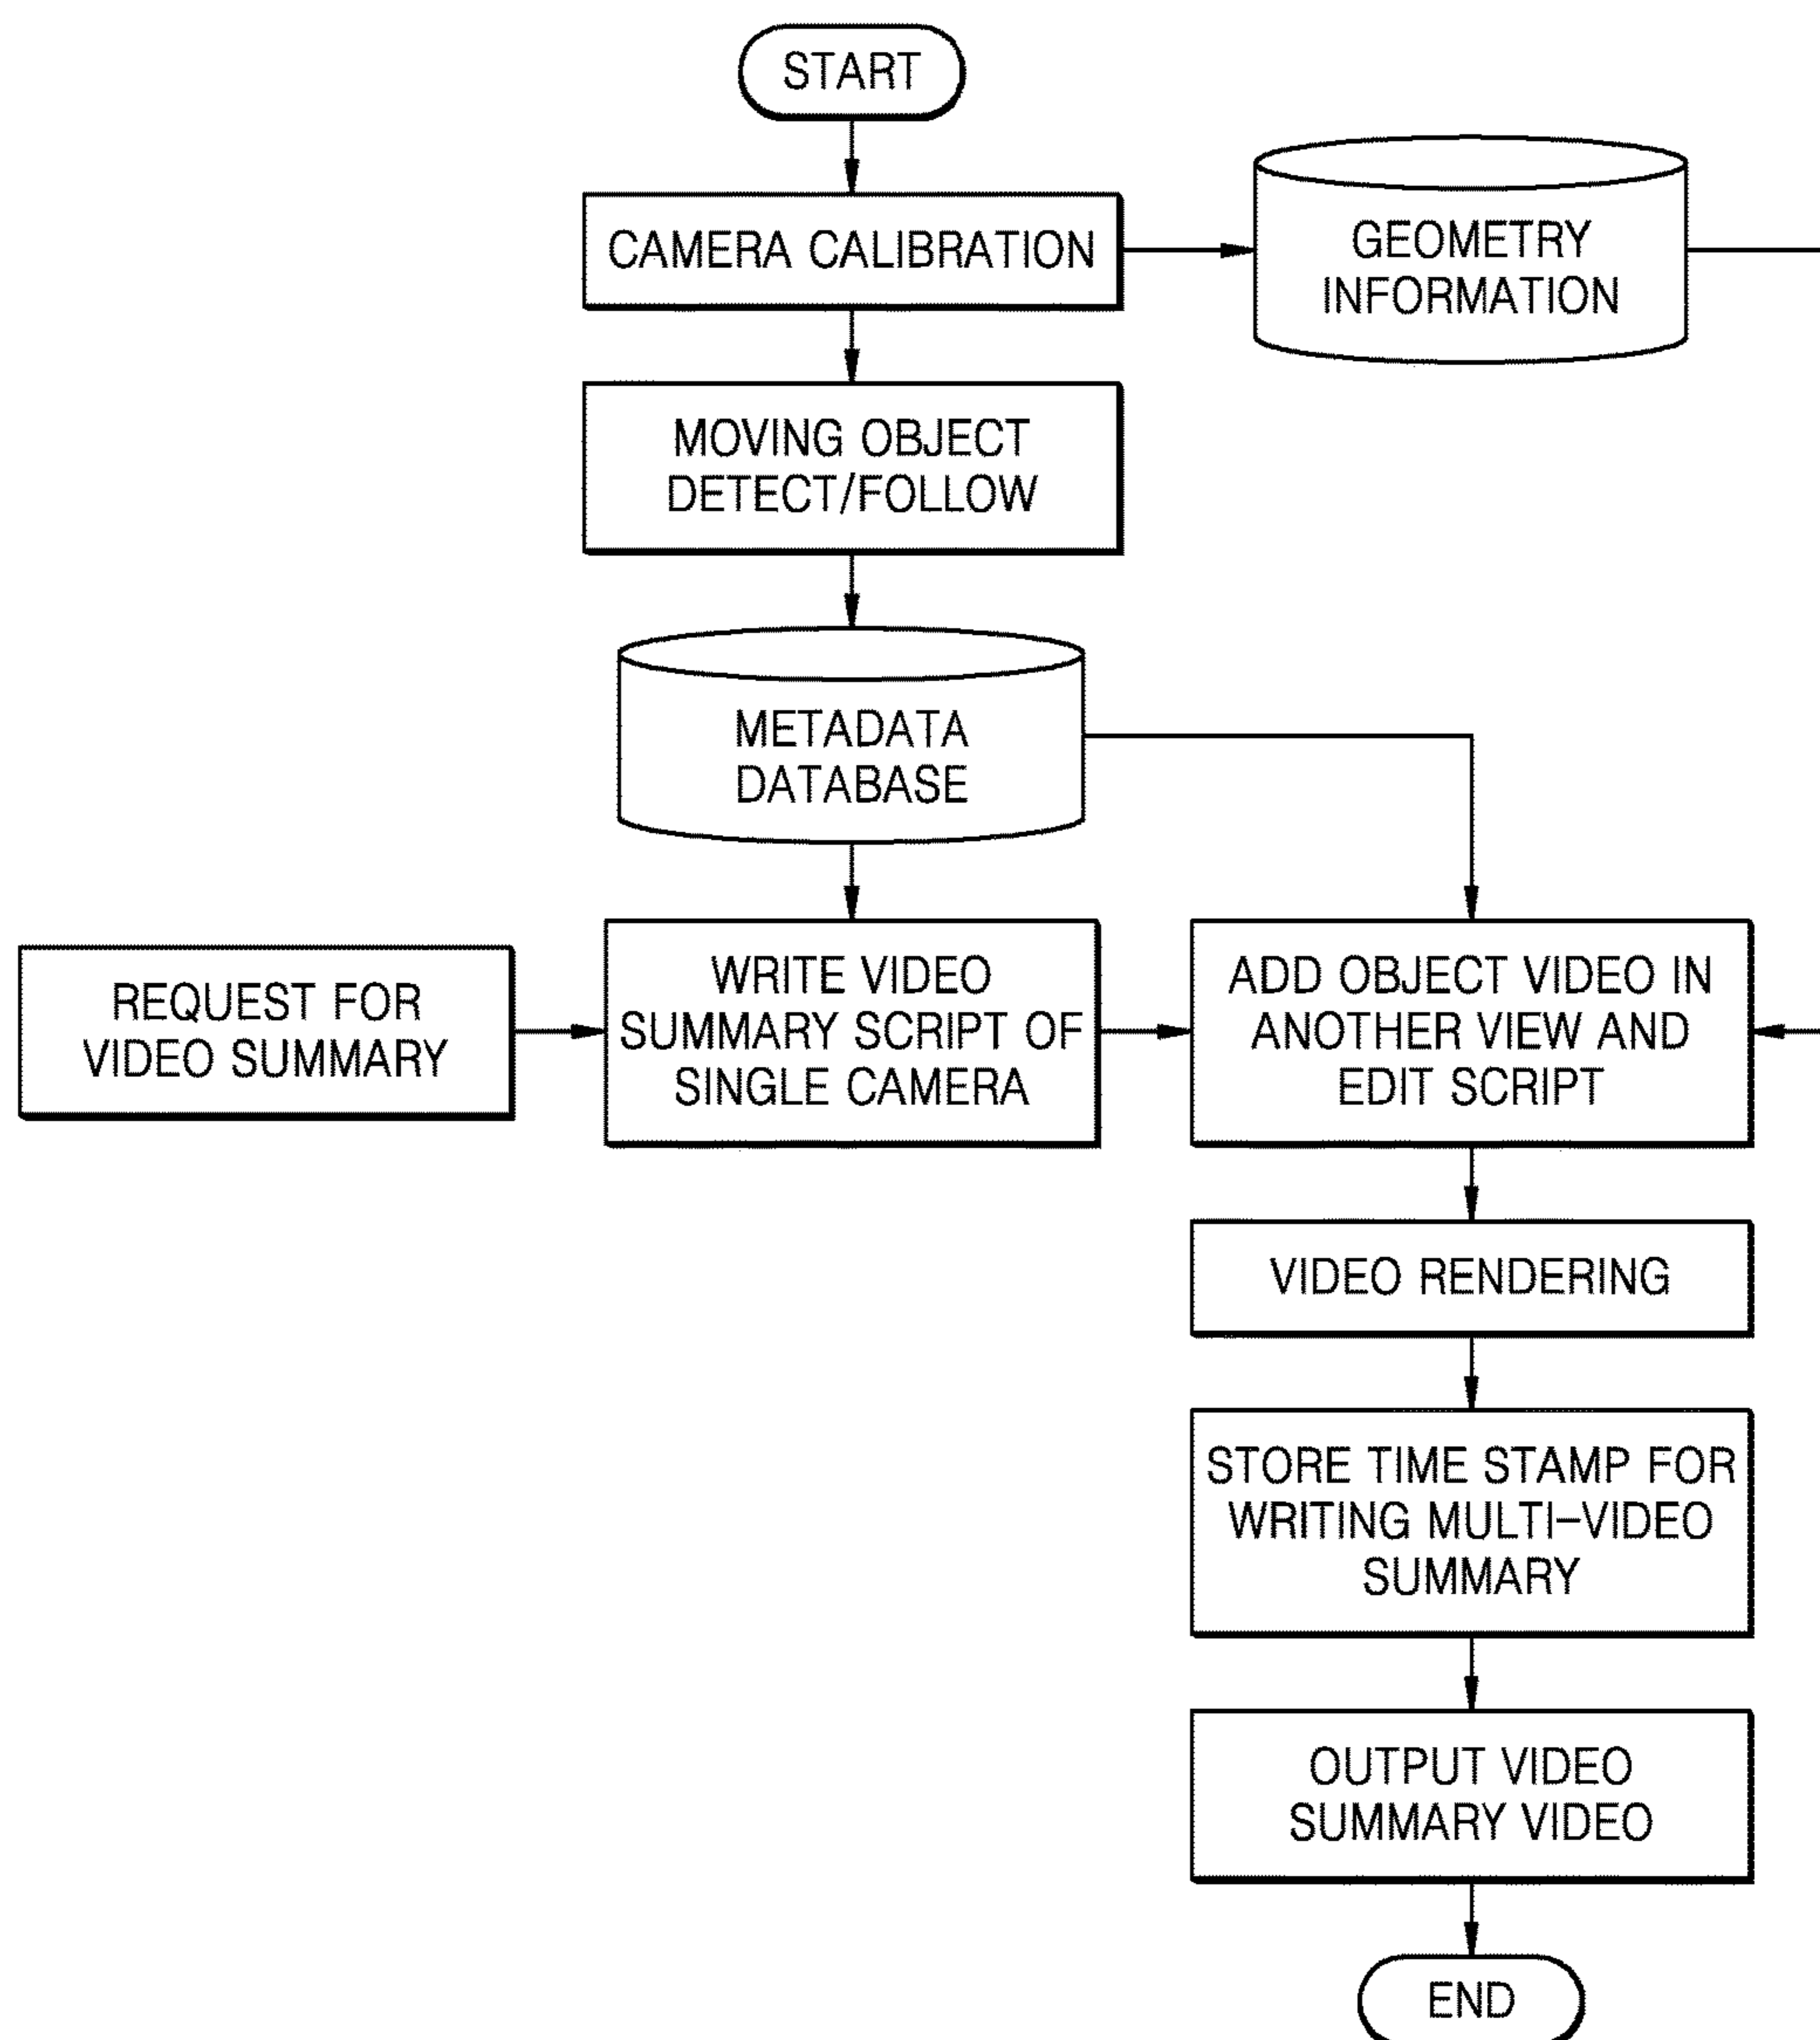 START
CAMERA CALIBRATION
GEOMETRY
INFORMATION
MOVING OBJECT
DETECT/FOLLOW
METADATA
DATABASE
REQUEST FOR
VIDEO SUMMARY
WRITE VIDEO
SUMMARY SCRIPT OF
SINGLE CAMERA
ADD OBJECT VIDEO IN
ANOTHER VIEW AND
EDIT SCRIPT
VIDEO RENDERING
STORE TIME STAMP FOR
WRITING MULTI-VIDEO
SUMMARY
OUTPUT VIDEO
SUMMARY VIDEO
END